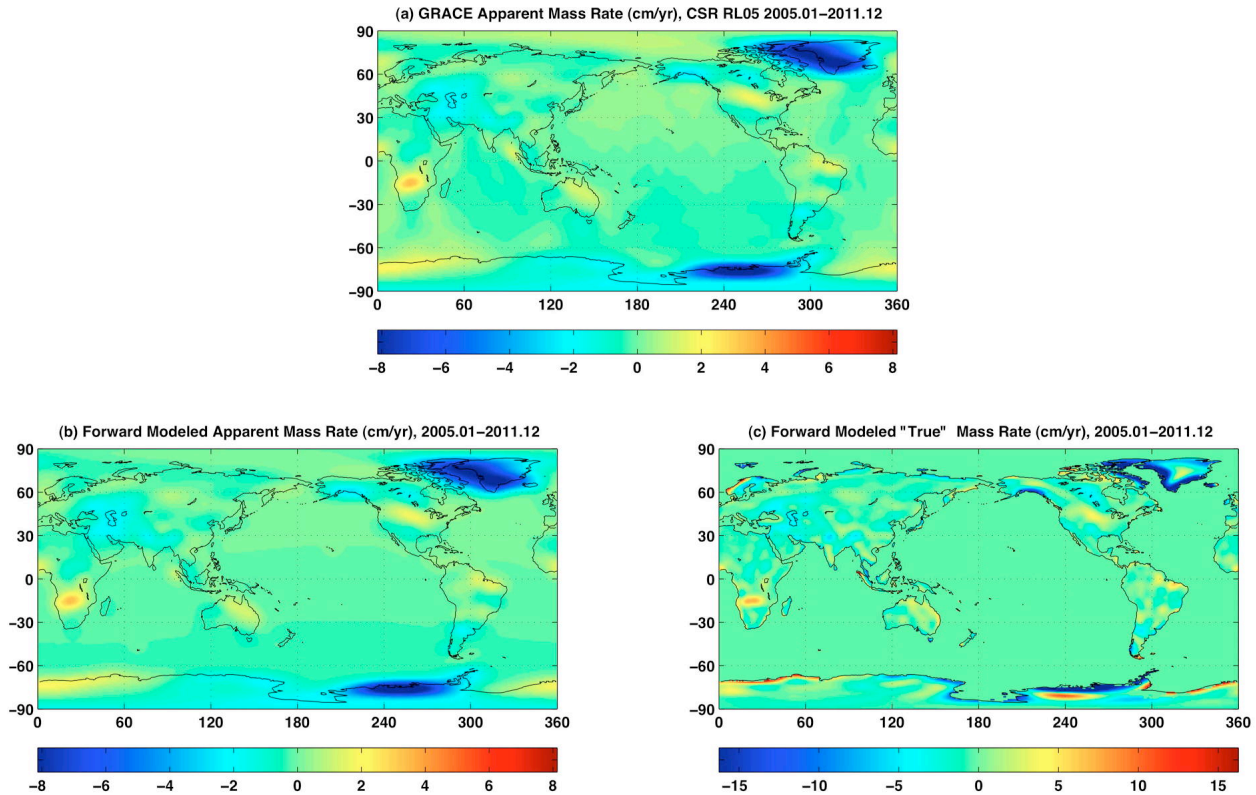 (a) GRACE Apparent Mass Rate (cm/yr), CSR RL05 2005.01−2011.12
90
60
30
0
−30
−60
−90
0 60 120 180 240 300 360
−8 −6 −4 −2 0 2 4 6 8
(b) Forward Modeled Apparent Mass Rate (cm/yr), 2005.01−2011.12
90
60
30
0
−30
−60
−90
0 60 120 180 240 300 360
−8 −6 −4 −2 0 2 4 6 8
(c) Forward Modeled "True" Mass Rate (cm/yr), 2005.01−2011.12
90
60
30
0
−30
−60
−90
0 60 120 180 240 300 360
−15 −10 −5 0 5 10 15